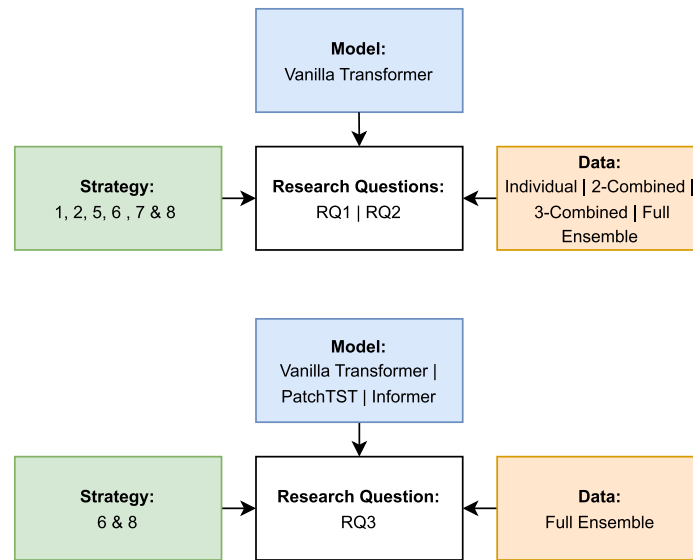 Model:
Vanilla Transformer
Strategy:
1, 2, 5, 6 , 7 & 8
Research Questions:
RQ1 | RQ2
Data:
Individual | 2-Combined |
3-Combined | Full
Ensemble
Model:
Vanilla Transformer |
PatchTST | Informer
Strategy:
6 & 8
Research Question:
RQ3
Data:
Full Ensemble